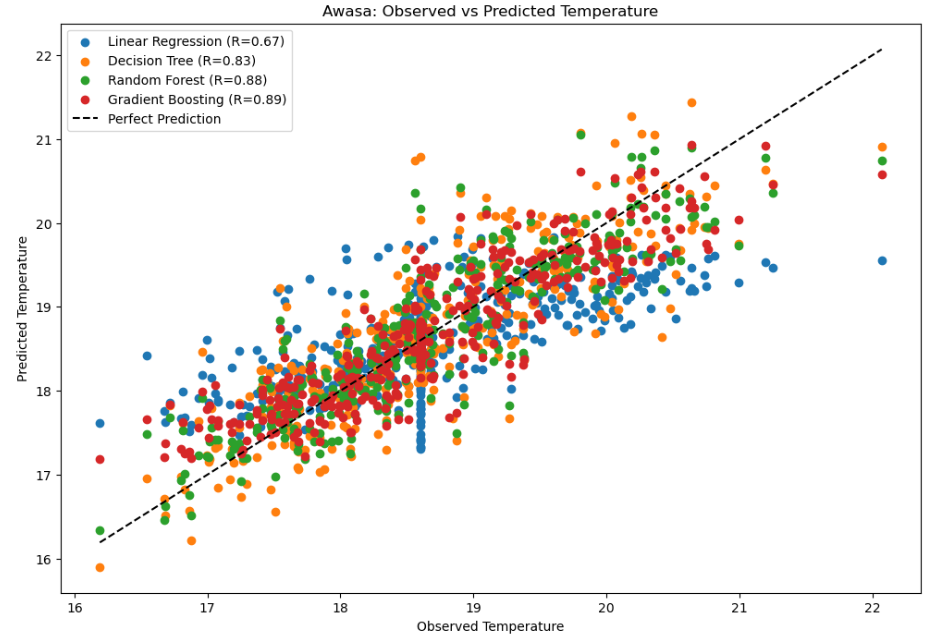 Awasa: Observed vs Predicted Temperature
Linear Regression (R=0.67)
Decision Tree (R=0.83)
Random Forest (R=0.88)
Gradient Boosting (R=0.89)
Perfect Prediction
Predicted Temperature
22
21
20
19
18
17
16
16 17 18 19 20 21 22
Observed Temperature